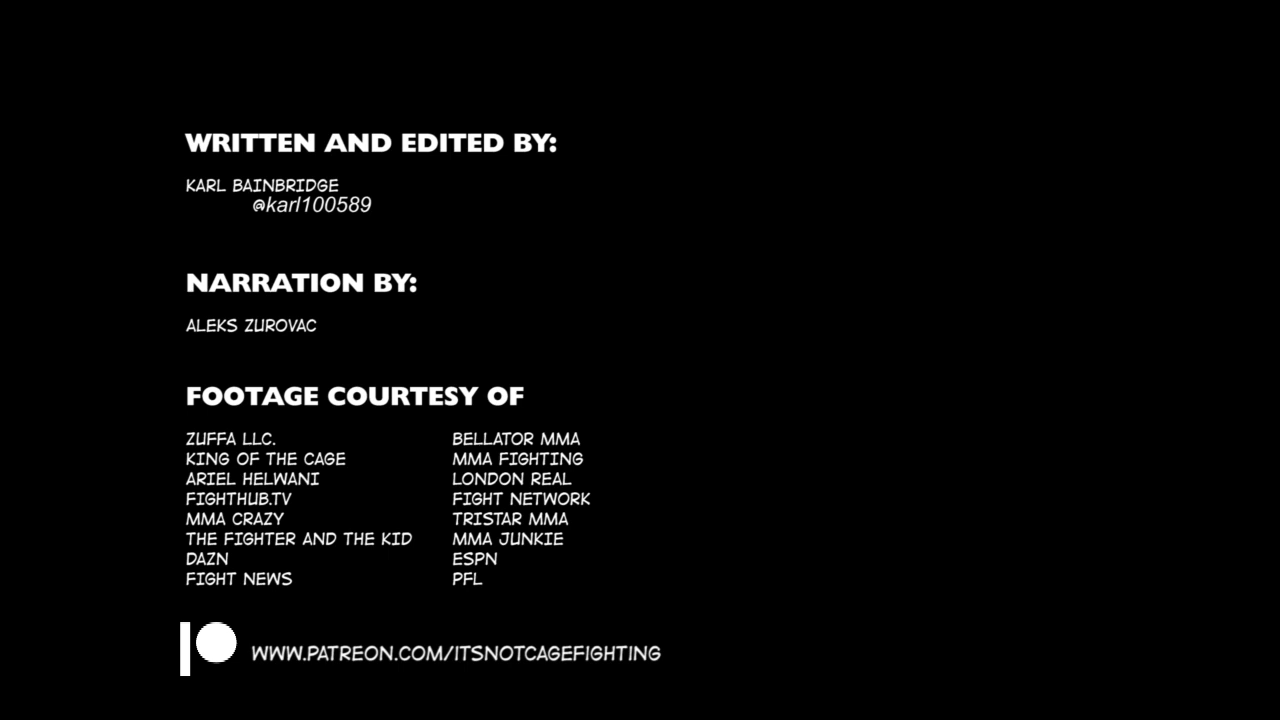 WRITTEN AND EDITED BY:
KARL BAINBRIDGE
@karl100589
NARRATION BY:
ALEKS ZUROVAC
FOOTAGE COURTESY OF
ZUFFA LLC.
KING OF THE CAGE
ARIEL HELWANI
FIGHTHUB.TV
MMA CRAZY
THE FIGHTER AND THE KID
DAZN
FIGHT NEWS
BELLATOR MMA
MMA FIGHTING
LONDON REAL
FIGHT NETWORK
TRISTAR MMA
MMA JUNKIE
ESPN
PFL
WWW.PATREON.COM/ITSNOTCAGEFIGHTING